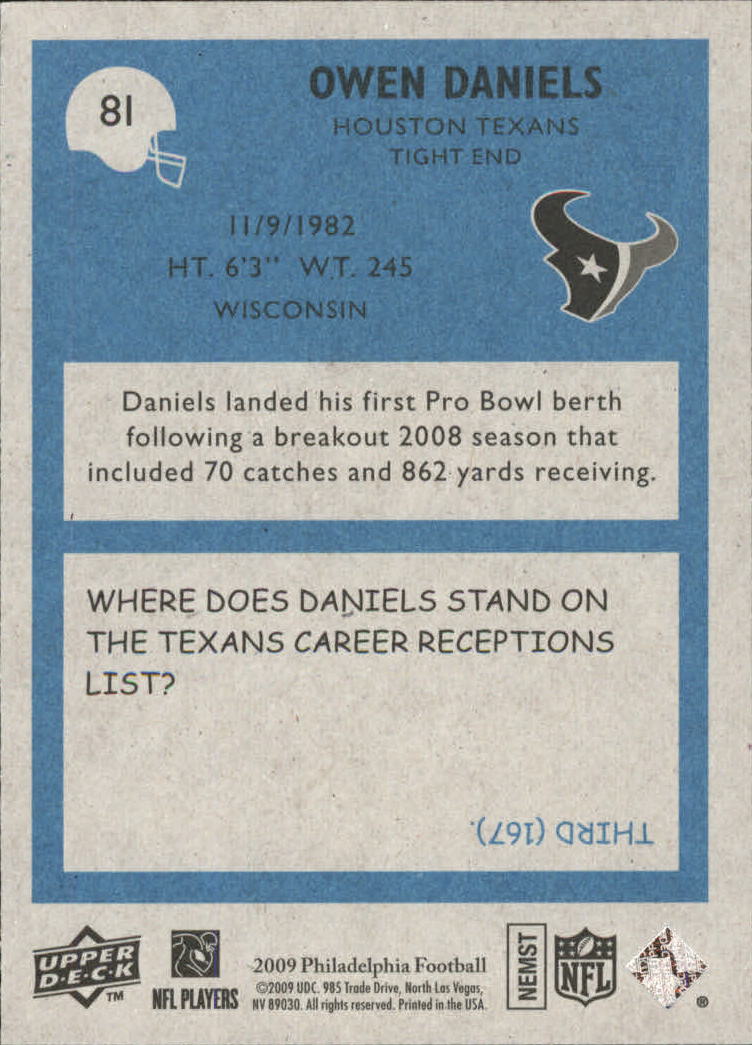 81
OWEN DANIELS
HOUSTON TEXANS
TIGHT END
11/9/1982
HT. 6'3" WT. 245
WISCONSIN
Daniels landed his first Pro Bowl berth
following a breakout 2008 season that
included 70 catches and 862 yards receiving.
WHERE DOES DANIELS STAND ON
THE TEXANS CAREER RECEPTIONS
LIST?
THIRD (167).
UPPER
D•E•C•K
TM
NFL PLAYERS
2009 Philadelphia Football
©2009 UDC. 985 Trade Drive, North Las Vegas,
NV 89030. All rights reserved. Printed in the USA.
NEMST
NFL
®